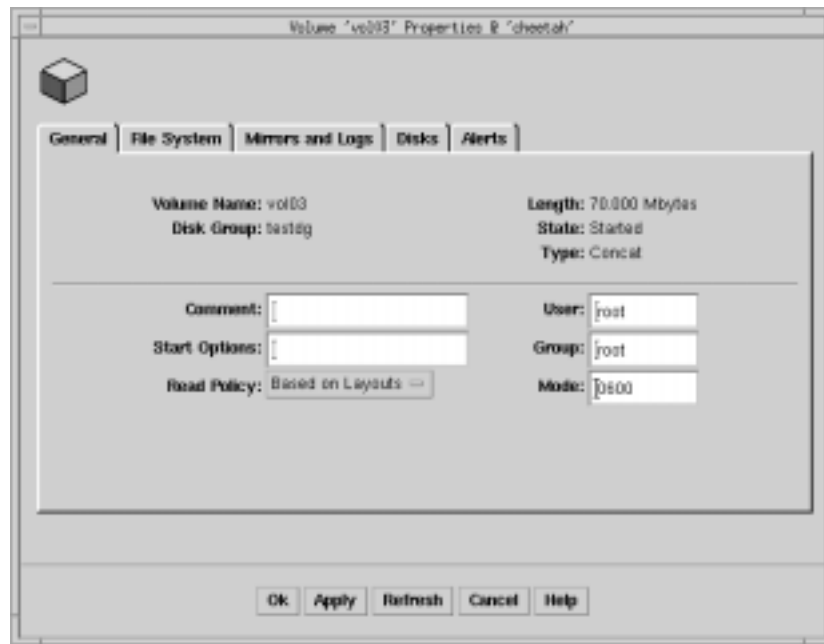 Volume "vol03" Properties @ "cheetah"
General File System Mirrors and Logs Disks Alerts
Volume Name: vol03 Length: 70.000 Mbytes
Disk Group: testdg State: Started
Type: Concat
Comment: User: root
Start Options: Group: root
Read Policy: Based on Layouts Mode: 0600
Ok Apply Refresh Cancel Help